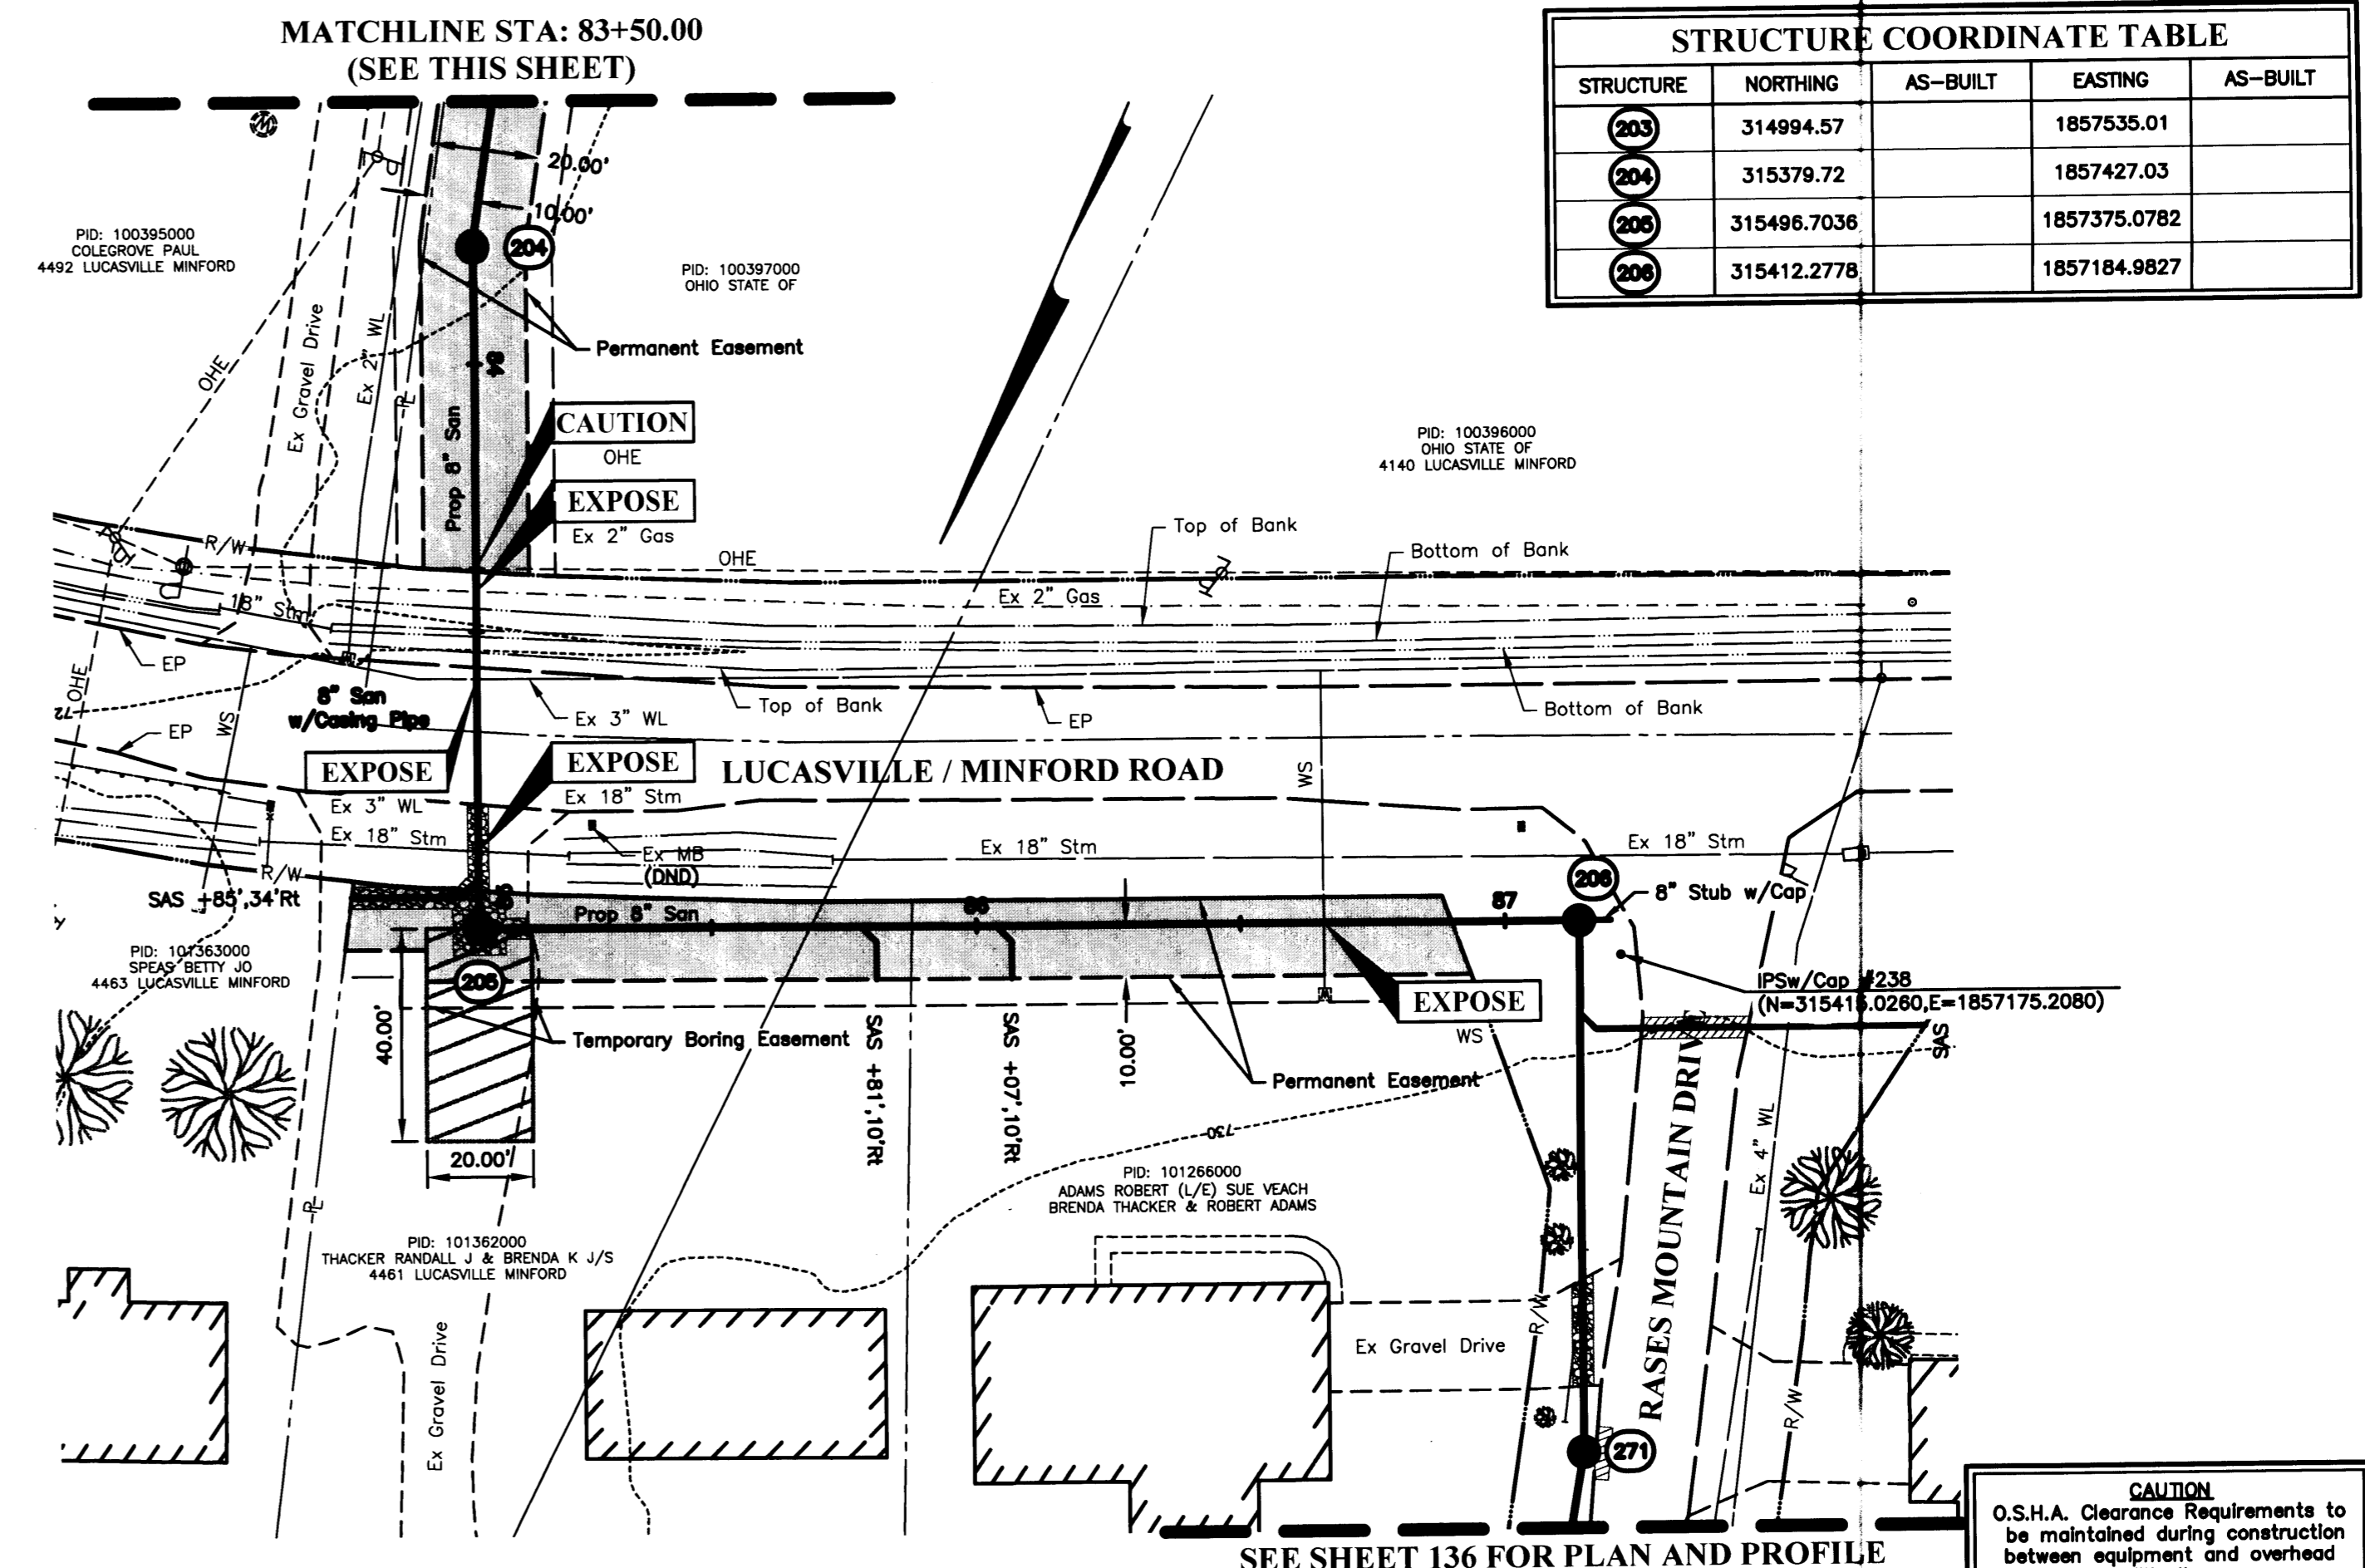 MATCHLINE STA: 83+50.00
(SEE THIS SHEET)
STRUCTURE COORDINATE TABLE
STRUCTURE NORTHING AS-BUILT EASTING AS-BUILT
203 314994.57 1857535.01
204 315379.72 1857427.03
205 315496.7036 1857375.0782
206 315412.2778 1857184.9827
20.00'
10.00'
204
PID: 100395000
COLEGROVE PAUL
4492 LUCASVILLE MINFORD
PID: 100397000
OHIO STATE OF
OHE
Ex Gravel Drive
Ex 2" WL
PL
84
Prop 8" San
Permanent Easement
CAUTION
OHE
EXPOSE
Ex 2" Gas
PID: 100396000
OHIO STATE OF
4140 LUCASVILLE MINFORD
Top of Bank
Bottom of Bank
R/W
OHE
Ex 2" Gas
18" Stm
EP
OHE
WS
72
8" San
w/Casing Pipe
Ex 3" WL
Top of Bank
EP
Bottom of Bank
EP
EXPOSE
Ex 3" WL
EXPOSE
Ex 18" Stm
LUCASVILLE / MINFORD ROAD
WS
Ex 18" Stm
Ex MB
(DND)
Ex 18" Stm
Ex 18" Stm
R/W
SAS +85',34'Rt
85
Prop 8" San
86
87
206
8" Stub w/Cap
PID: 101363000
SPEAS BETTY JO
4463 LUCASVILLE MINFORD
205
IPSw/Cap #238
(N=315415.0260,E=1857175.2080)
EXPOSE
WS
40.00'
Temporary Boring Easement
SAS +81',10'Rt
SAS +07',10'Rt
10.00'
Permanent Easement
SAS
730
20.00'
PL
PID: 101266000
ADAMS ROBERT (L/E) SUE VEACH
BRENDA THACKER & ROBERT ADAMS
PID: 101362000
THACKER RANDALL J & BRENDA K J/S
4461 LUCASVILLE MINFORD
Ex Gravel Drive
Ex Gravel Drive
R/W
RASES MOUNTAIN DRIV
Ex 4" WL
R/W
271
SEE SHEET 136 FOR PLAN AND PROFILE
CAUTION
O.S.H.A. Clearance Requirements to
be maintained during construction
between equipment and overhead